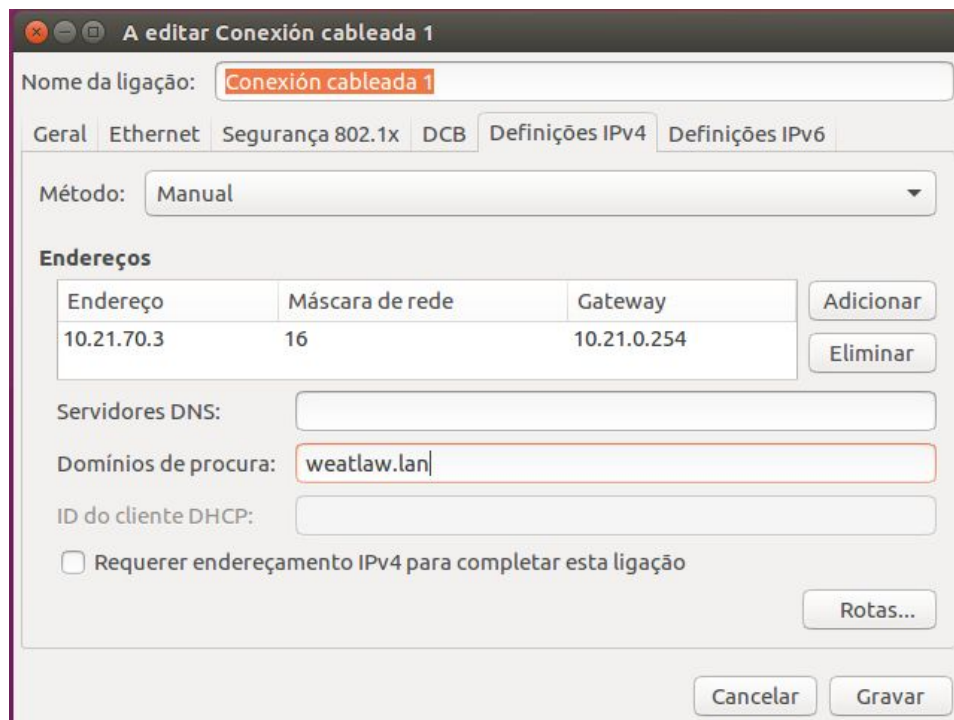 A editar Conexión cableada 1
Nome da ligação: Conexión cableada 1
Geral Ethernet Segurança 802.1x DCB Definições IPv4 Definições IPv6
Método: Manual
Endereços
Endereço Máscara de rede Gateway Adicionar
10.21.70.3 16 10.21.0.254
Eliminar
Servidores DNS:
Domínios de procura: weatlaw.lan
ID do cliente DHCP:
Requerer endereçamento IPv4 para completar esta ligação
Rotas...
Cancelar Gravar